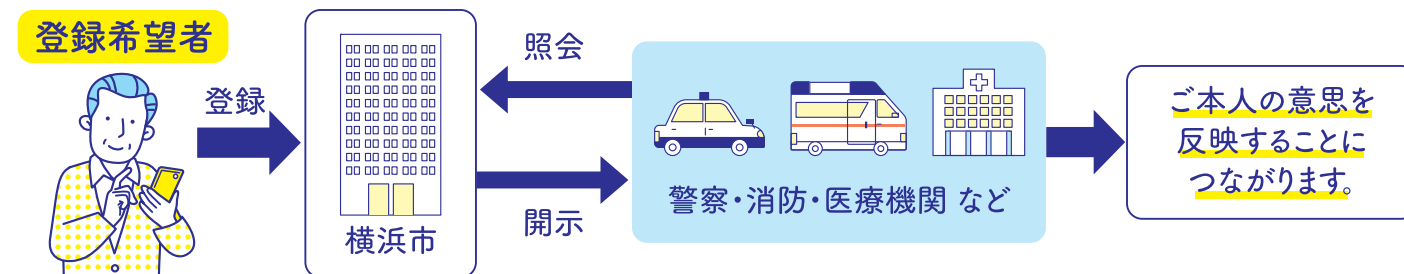 登録希望者
登録
横浜市
照会
開示
警察・消防・医療機関 など
ご本人の意思を
反映することに
つながります。